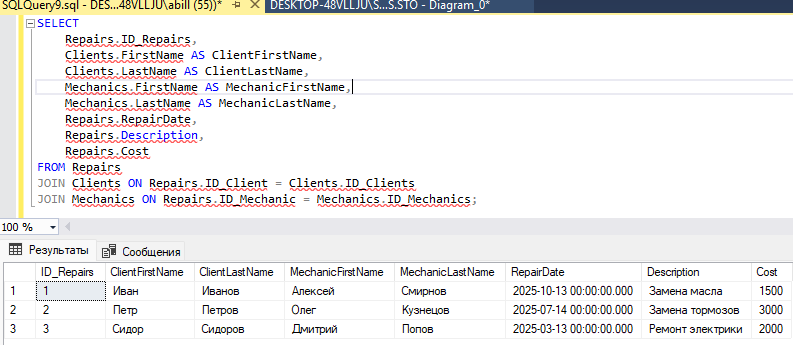 SQLQuery9.sql - DES...48VLLJU\abill (55))* DESKTOP-48VLLJU\S...S.STO - Diagram_0*
SELECT
Repairs.ID_Repairs,
Clients.FirstName AS ClientFirstName,
Clients.LastName AS ClientLastName,
Mechanics.FirstName AS MechanicFirstName,
Mechanics.LastName AS MechanicLastName,
Repairs.RepairDate,
Repairs.Description,
Repairs.Cost
FROM Repairs
JOIN Clients ON Repairs.ID_Client = Clients.ID_Clients
JOIN Mechanics ON Repairs.ID_Mechanic = Mechanics.ID_Mechanics;
100 %
Результаты Сообщения
ID_Repairs ClientFirstName ClientLastName MechanicFirstName MechanicLastName RepairDate Description Cost
1 1 Иван Иванов Алексей Смирнов 2025-10-13 00:00:00.000 Замена масла 1500
2 2 Петр Петров Олег Кузнецов 2025-07-14 00:00:00.000 Замена тормозов 3000
3 3 Сидор Сидоров Дмитрий Попов 2025-03-13 00:00:00.000 Ремонт электрики 2000